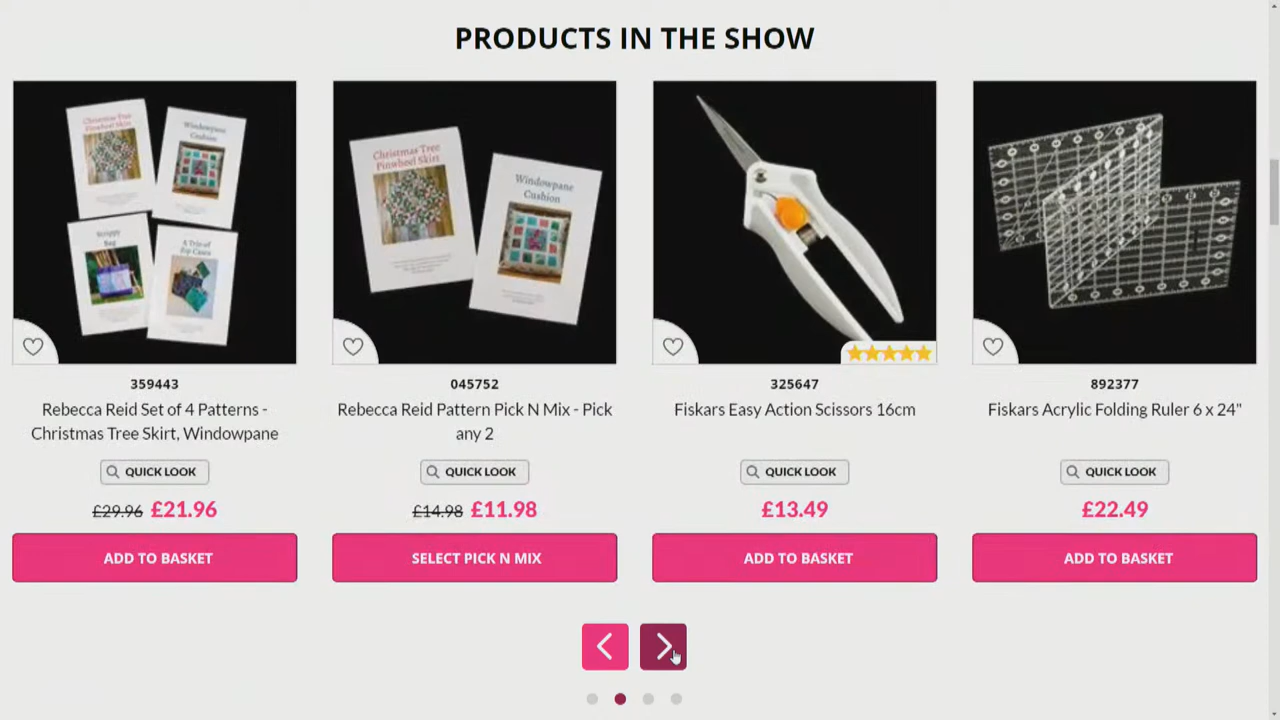 PRODUCTS IN THE SHOW
Christmas Tree
Pinwheel Skirt
Windowpane
Cushion
Scrappy
Bag
A Trio of
Zip Cases
Christmas Tree
Pinwheel Skirt
Windowpane
Cushion
359443
Rebecca Reid Set of 4 Patterns -
Christmas Tree Skirt, Windowpane
QUICK LOOK
£29.96 £21.96
ADD TO BASKET
045752
Rebecca Reid Pattern Pick N Mix - Pick
any 2
QUICK LOOK
£14.98 £11.98
SELECT PICK N MIX
325647
Fiskars Easy Action Scissors 16cm
QUICK LOOK
£13.49
ADD TO BASKET
892377
Fiskars Acrylic Folding Ruler 6 x 24"
QUICK LOOK
£22.49
ADD TO BASKET